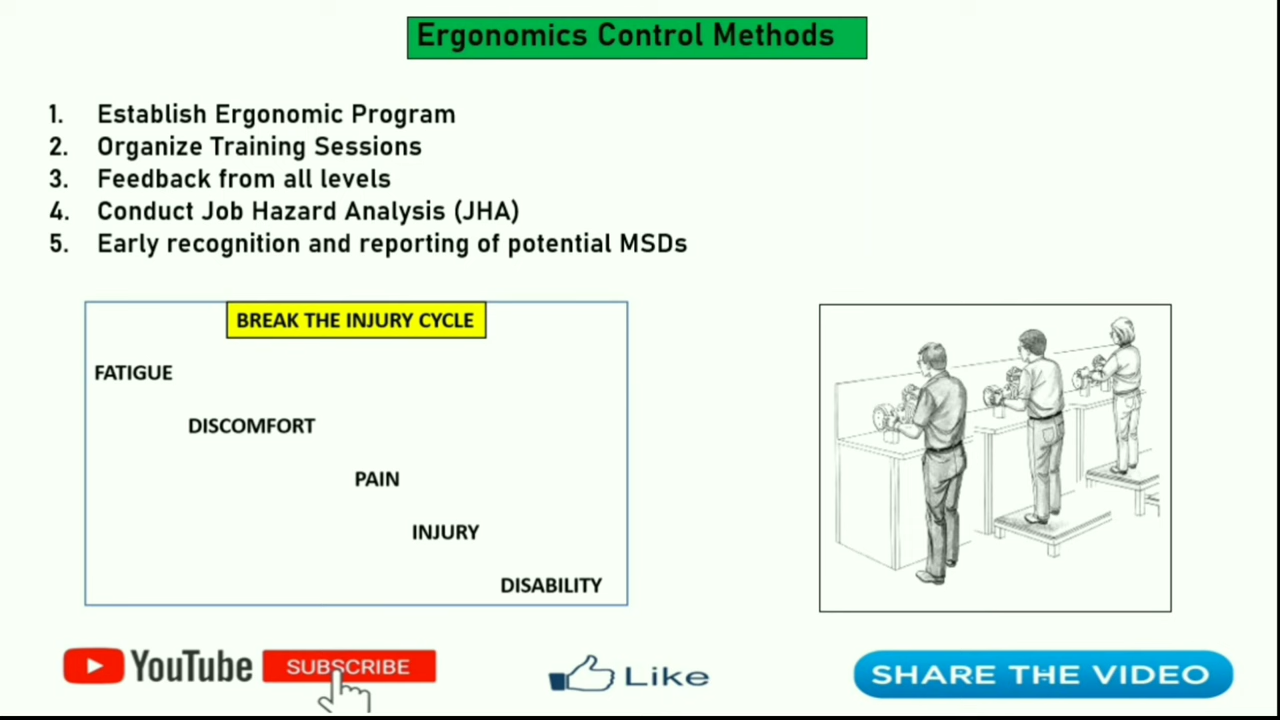 Ergonomics Control Methods
1. Establish Ergonomic Program
2. Organize Training Sessions
3. Feedback from all levels
4. Conduct Job Hazard Analysis (JHA)
5. Early recognition and reporting of potential MSDs
BREAK THE INJURY CYCLE
FATIGUE
DISCOMFORT
PAIN
INJURY
DISABILITY
YouTube SUBSCRIBE
Like
SHARE THE VIDEO